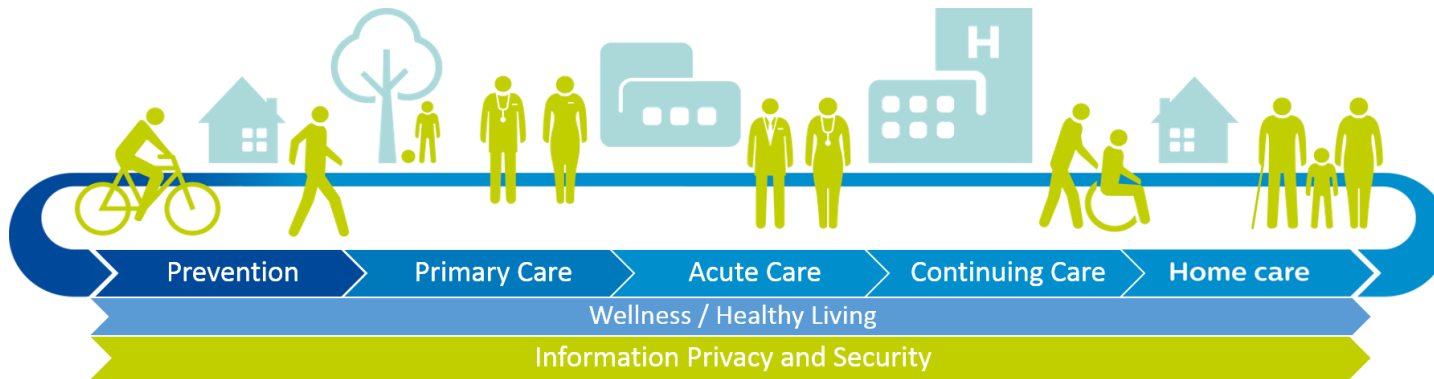 H
Prevention
Primary Care
Acute Care
Continuing Care
Home care
Wellness / Healthy Living
Information Privacy and Security